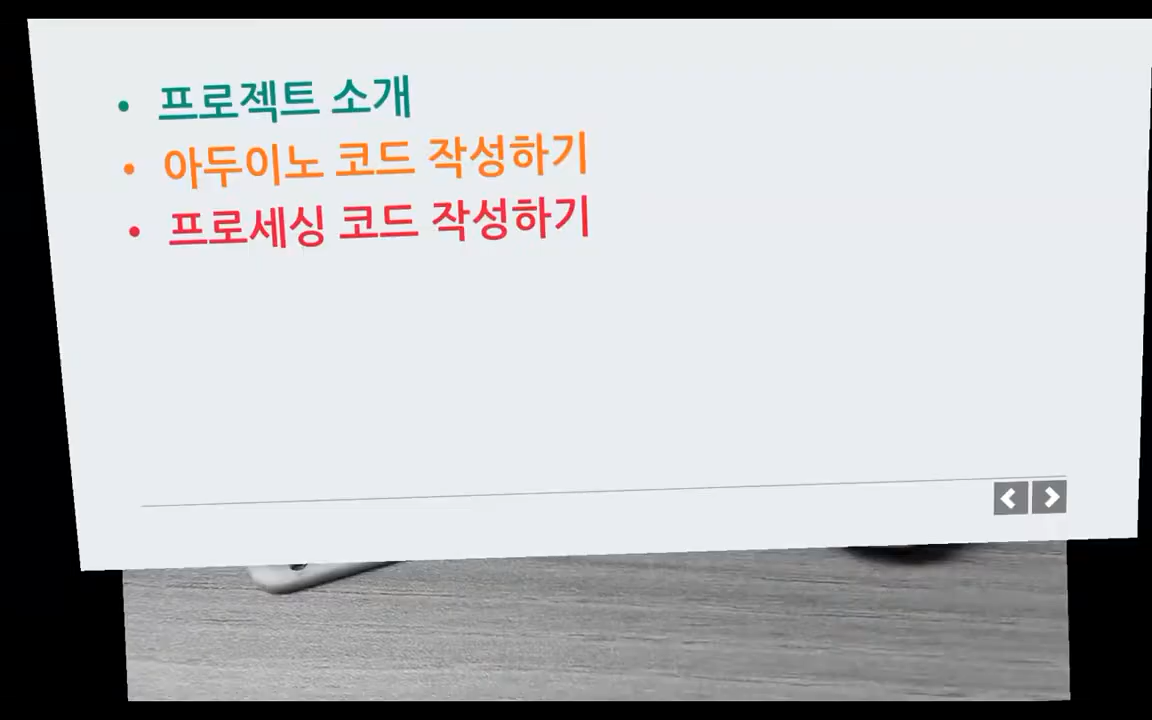 • 프로젝트 소개
• 아두이노 코드 작성하기
• 프로세싱 코드 작성하기